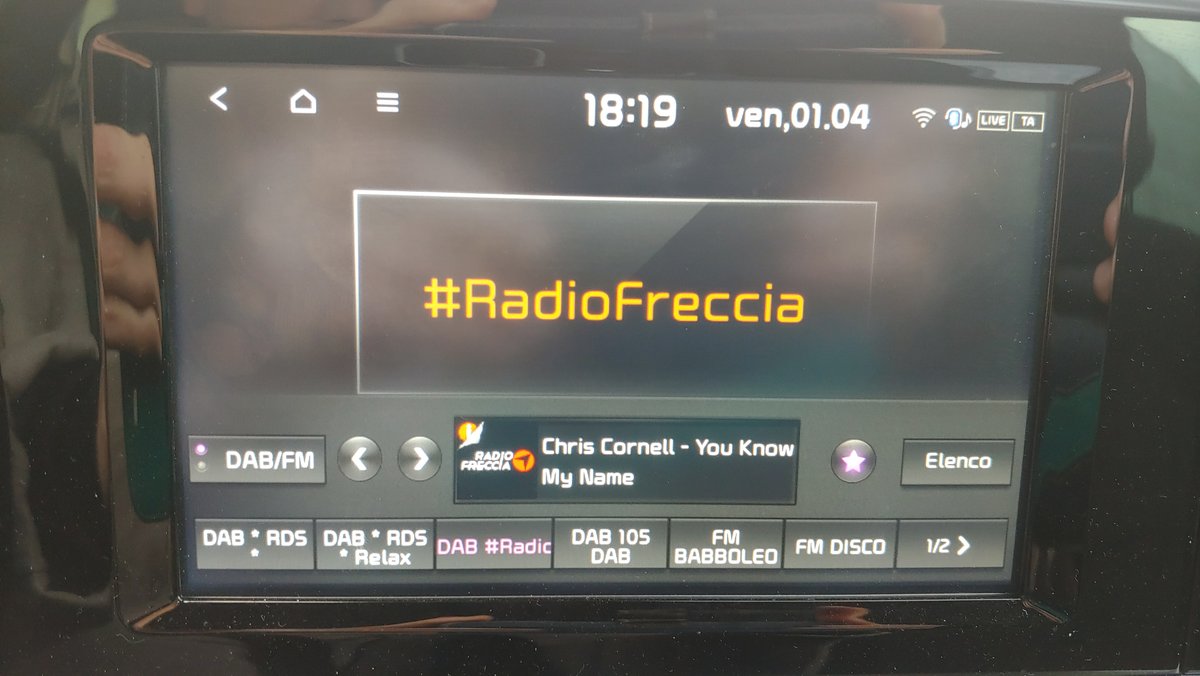 18:19 ven,01.04 LIVE TA
#RadioFreccia
DAB/FM
RADIO
FRECCIA
Chris Cornell - You Know
My Name
Elenco
DAB * RDS
*
DAB * RDS
* Relax
DAB #Radic
DAB 105
DAB
FM
BABBOLEO
FM DISCO
1/2